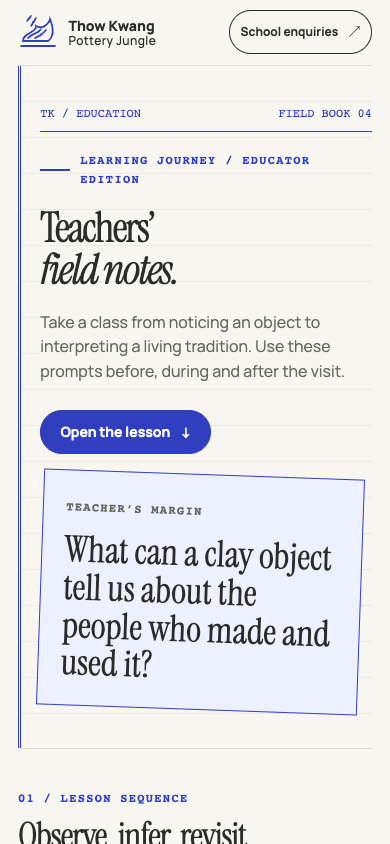 Thow Kwang
Pottery Jungle
School enquiries ↗
TK / EDUCATION
FIELD BOOK 04
LEARNING JOURNEY / EDUCATOR
EDITION
Teachers’
field notes.
Take a class from noticing an object to
interpreting a living tradition. Use these
prompts before, during and after the visit.
Open the lesson ↓
TEACHER’S MARGIN
What can a clay object
tell us about the
people who made and
used it?
01 / LESSON SEQUENCE
Observe, infer, revisit